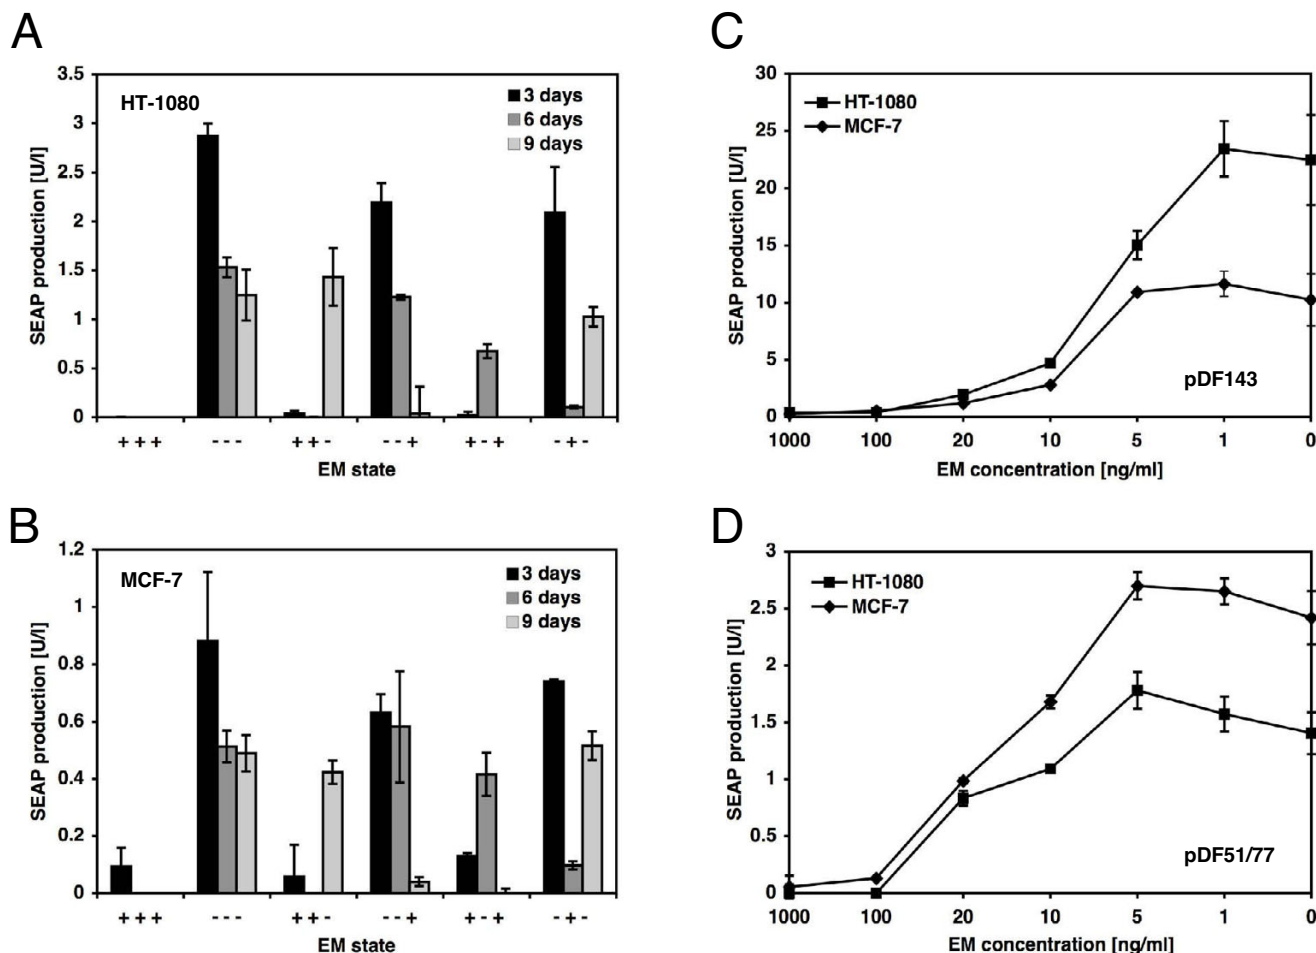 A
3.5
3
2.5
2
1.5
1
0.5
0
SEAP production [U/l]
HT-1080
3 days
6 days
9 days
+++ --- ++- --+ +-+ -+-
EM state
B
1.2
1
0.8
0.6
0.4
0.2
0
SEAP production [U/l]
MCF-7
3 days
6 days
9 days
+++ --- ++- --+ +-+ -+-
EM state
C
30
25
20
15
10
5
0
SEAP production [U/l]
HT-1080
MCF-7
pDF143
1000 100 20 10 5 1 0
EM concentration [ng/ml]
D
3
2.5
2
1.5
1
0.5
0
SEAP production [U/l]
HT-1080
MCF-7
pDF51/77
1000 100 20 10 5 1 0
EM concentration [ng/ml]